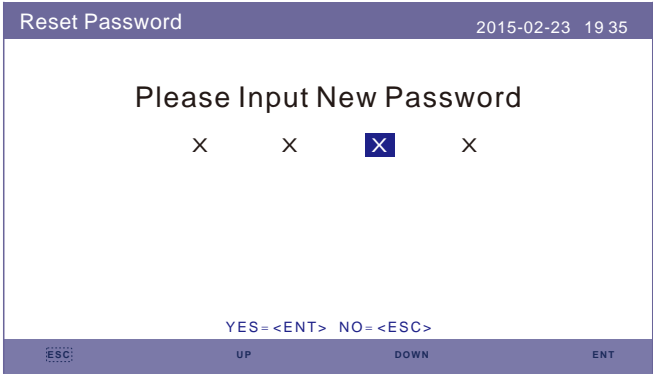 Reset Password 2015-02-23 19 35
Please Input New Password
X X X X
YES=<ENT> NO=<ESC>
ESC UP DOWN ENT